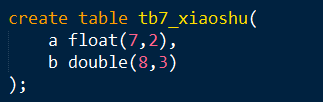 create table tb7_xiaoshu(
    a float(7,2),
    b double(8,3)
);